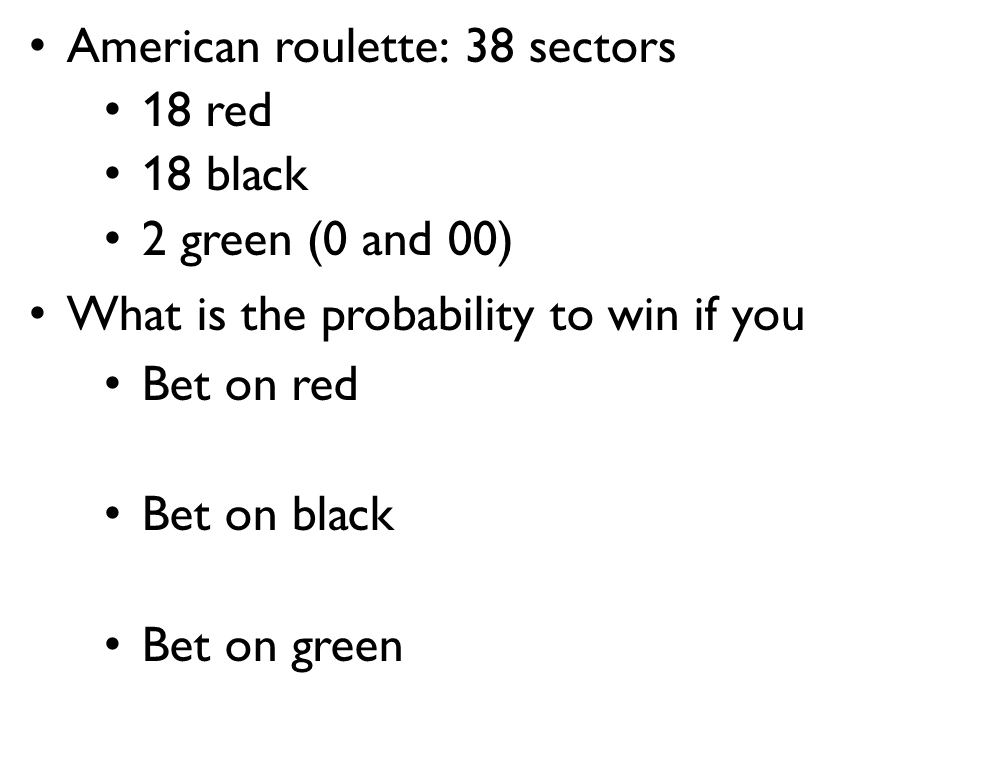 • American roulette: 38 sectors
• 18 red
• 18 black
• 2 green (0 and 00)
• What is the probability to win if you
• Bet on red
• Bet on black
• Bet on green